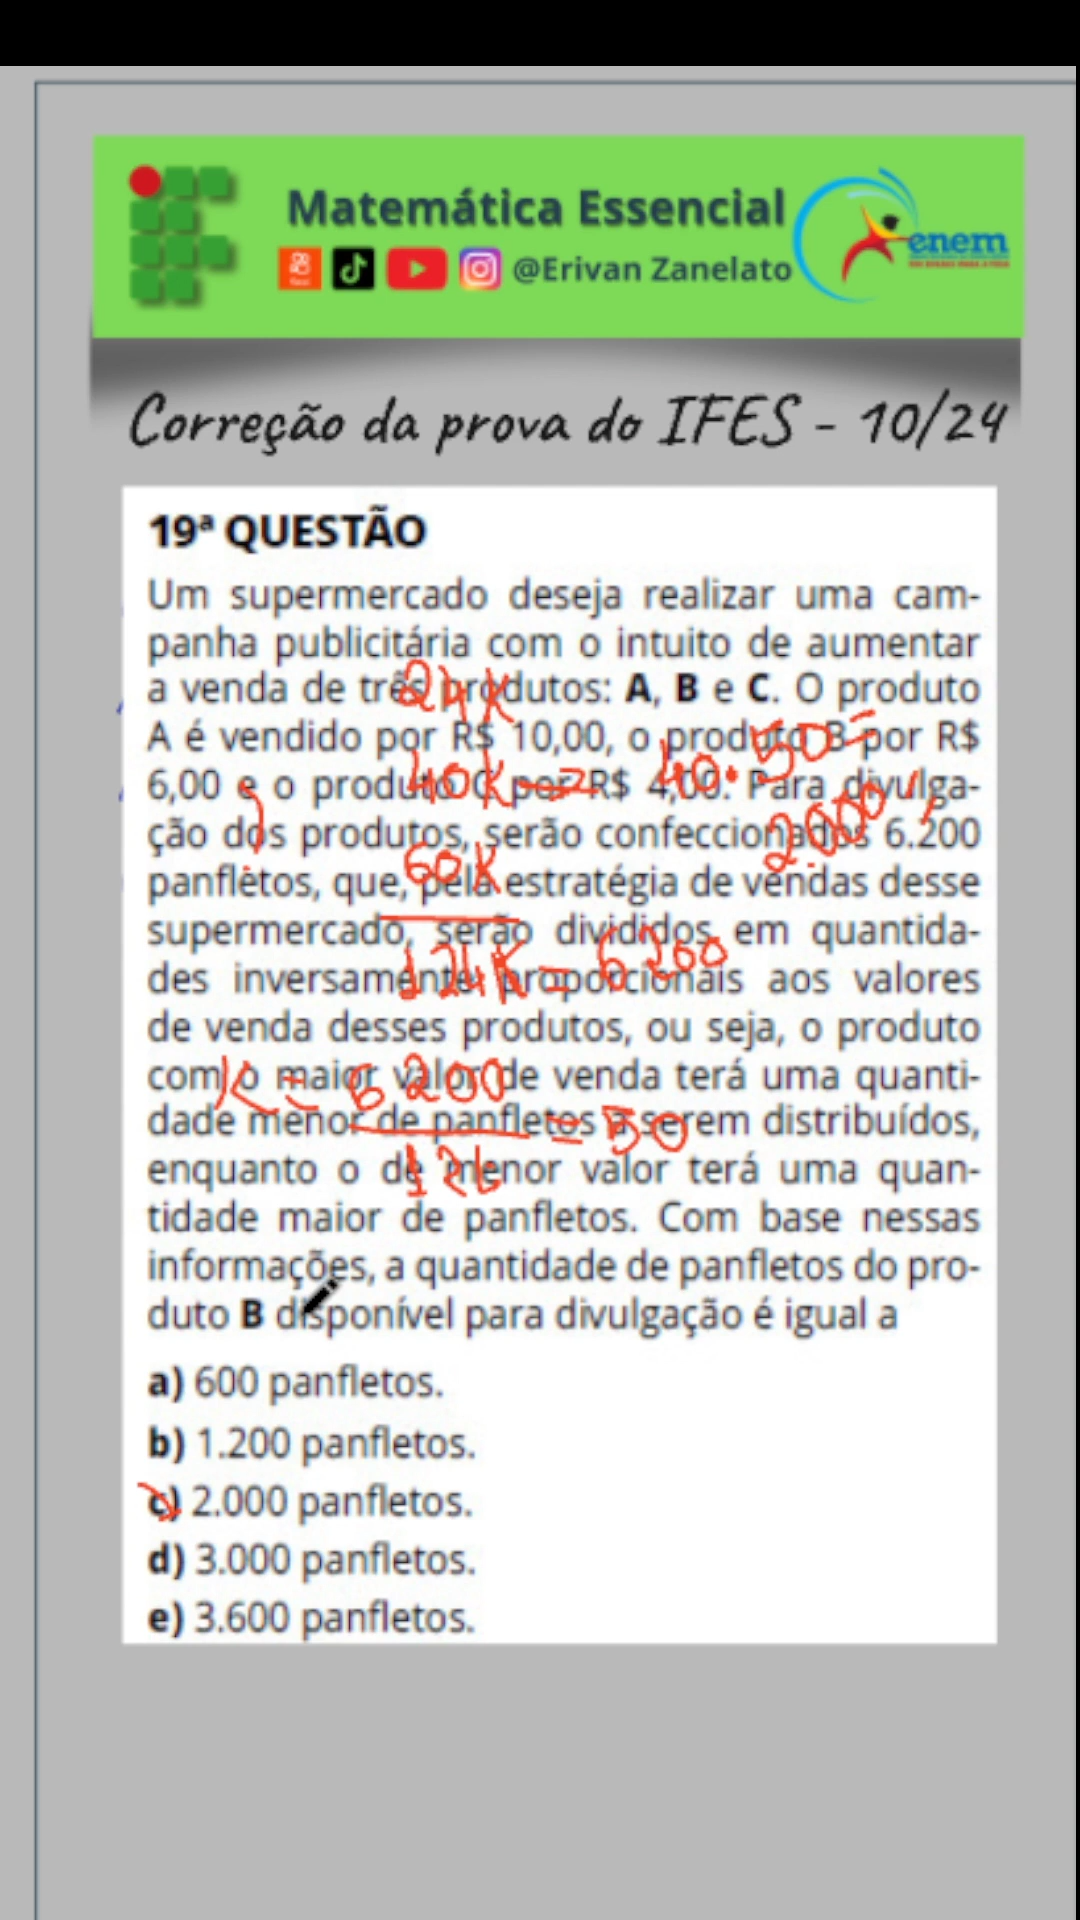 Matemática Essencial
@Erivan Zanelato
enem
Correção da prova do IFES - 10/24
19ª QUESTÃO
Um supermercado deseja realizar uma cam-
panha publicitária com o intuito de aumentar
a venda de três produtos: A, B e C. O produto
24K
A é vendido por R$ 10,00, o produto B por R$
40.50=
6,00 e o produto C por R$ 4,00. Para divulga-
40K =
2.000
ção dos produtos, serão confeccionados 6.200
panfletos, que, pela estratégia de vendas desse
60K
supermercado, serão divididos em quantida-
des inversamente proporcionais aos valores
124K = 6200
de venda desses produtos, ou seja, o produto
com o maior valor de venda terá uma quanti-
K = 6200
dade menor de panfletos a serem distribuídos,
= 50
enquanto o de menor valor terá uma quan-
tidade maior de panfletos. Com base nessas
informações, a quantidade de panfletos do pro-
duto B disponível para divulgação é igual a
a) 600 panfletos.
b) 1.200 panfletos.
c) 2.000 panfletos.
d) 3.000 panfletos.
e) 3.600 panfletos.